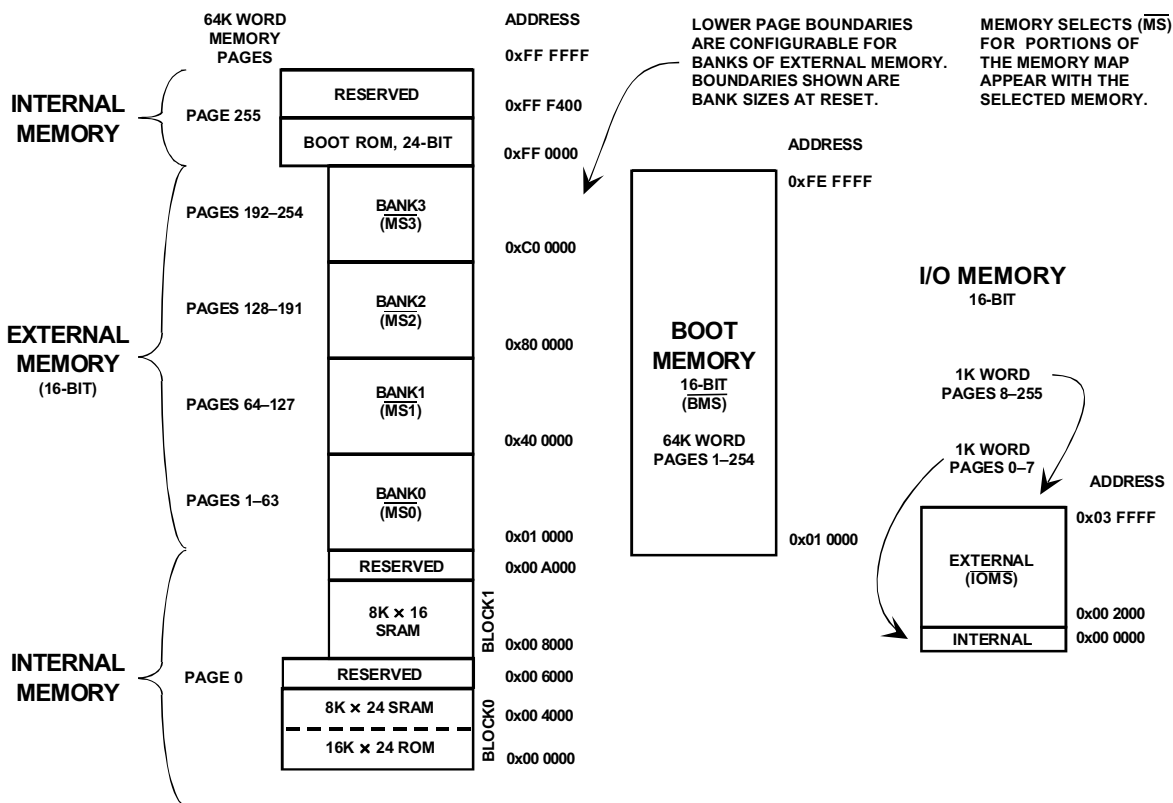 64K WORD
MEMORY
PAGES
ADDRESS
0xFF FFFF
LOWER PAGE BOUNDARIES
ARE CONFIGURABLE FOR
BANKS OF EXTERNAL MEMORY.
BOUNDARIES SHOWN ARE
BANK SIZES AT RESET.
MEMORY SELECTS (MS)
FOR PORTIONS OF
THE MEMORY MAP
APPEAR WITH THE
SELECTED MEMORY.
INTERNAL
MEMORY
PAGE 255
RESERVED
0xFF F400
BOOT ROM, 24-BIT
0xFF 0000
EXTERNAL
MEMORY
(16-BIT)
PAGES 192–254
BANK3
(MS3)
0xC0 0000
PAGES 128–191
BANK2
(MS2)
0x80 0000
PAGES 64–127
BANK1
(MS1)
0x40 0000
PAGES 1–63
BANK0
(MS0)
0x01 0000
INTERNAL
MEMORY
PAGE 0
RESERVED
0x00 A000
8K × 16
SRAM
BLOCK1
0x00 8000
RESERVED
0x00 6000
8K × 24 SRAM
0x00 4000
BLOCK0
16K × 24 ROM
0x00 0000
ADDRESS
0xFE FFFF
BOOT
MEMORY
16-BIT
(BMS)
64K WORD
PAGES 1–254
0x01 0000
I/O MEMORY
16-BIT
1K WORD
PAGES 8–255
1K WORD
PAGES 0–7
ADDRESS
0x03 FFFF
EXTERNAL
(IOMS)
0x00 2000
INTERNAL
0x00 0000